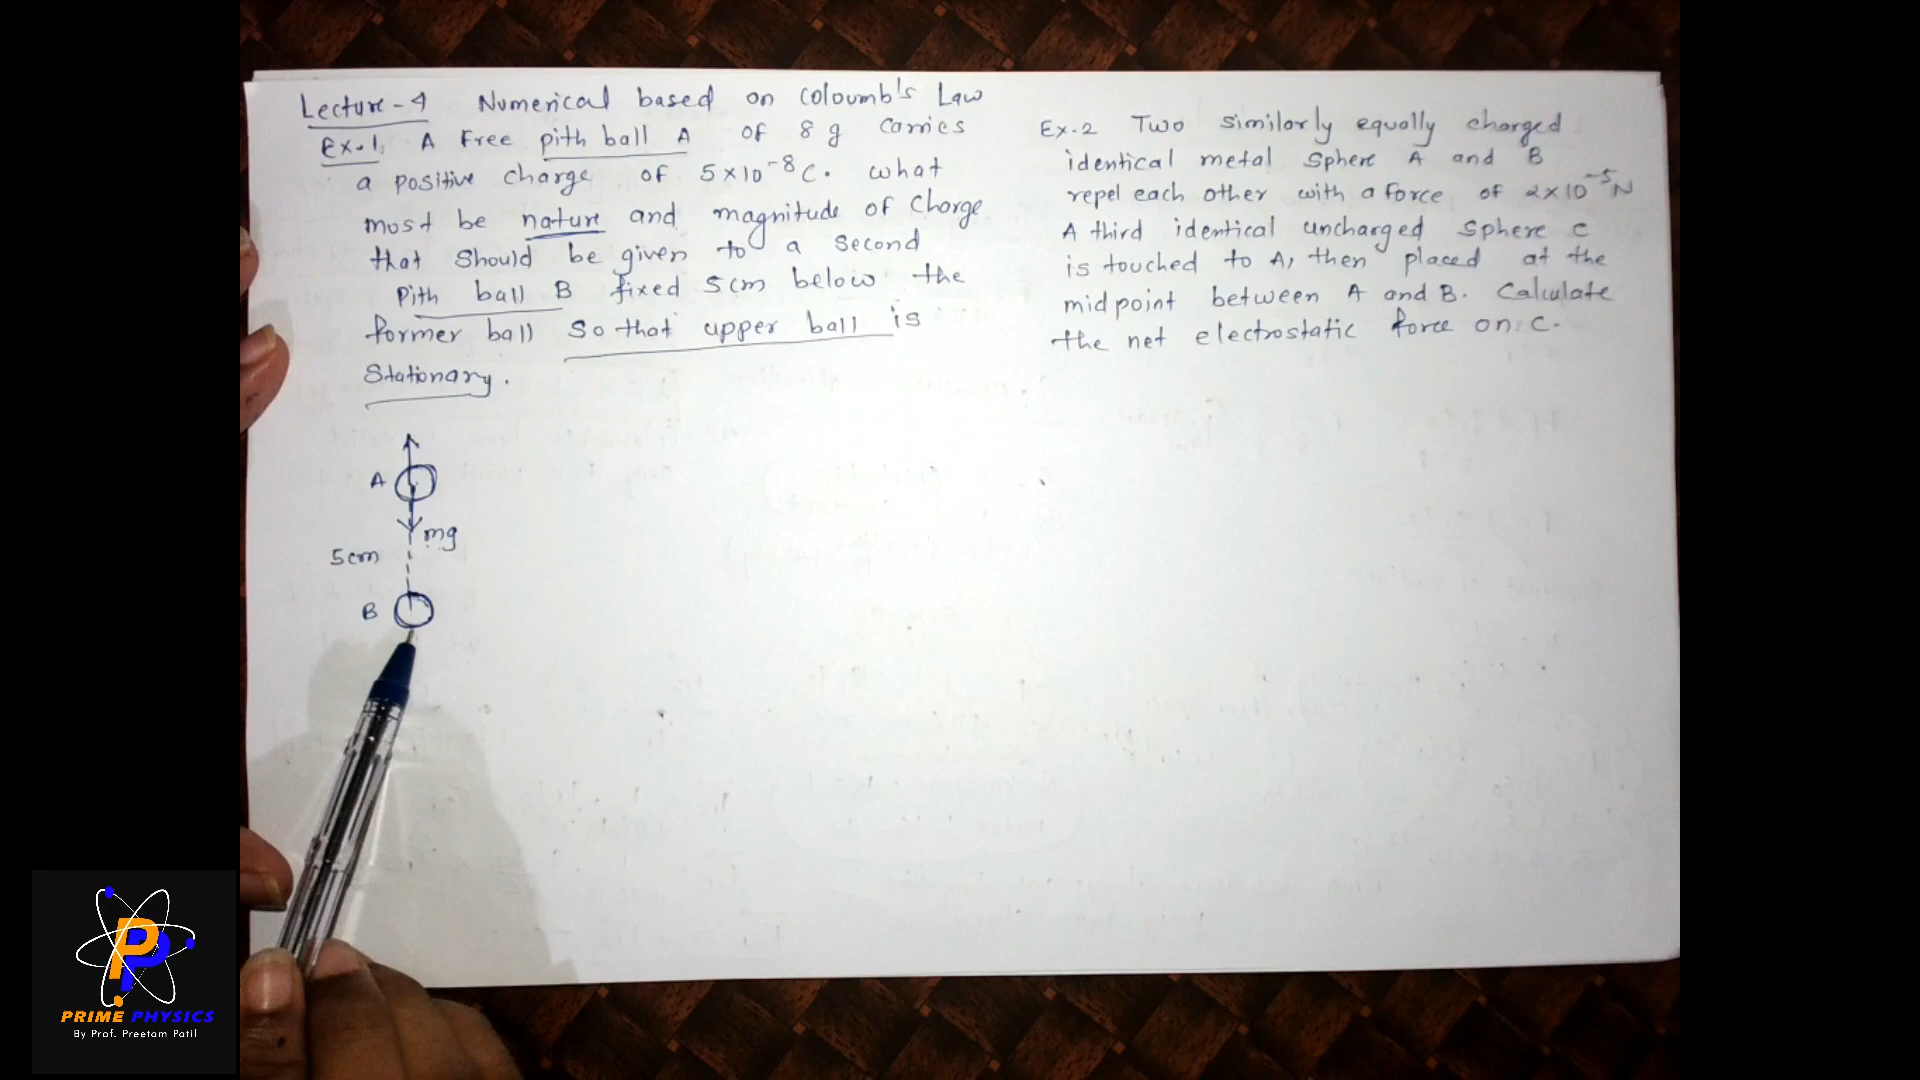 Lecture-4 Numerical based on Coloumb's Law
Ex.1. A Free pith ball A of 8 g carries
a positive charge of 5×10⁻⁸C. what
must be nature and magnitude of charge
that should be given to a second
Pith ball B fixed 5cm below the
former ball so that upper ball is
Stationary.
A
mg
5cm
B
Ex.2 Two similarly equally charged
identical metal sphere A and B
repel each other with a force of 2×10⁻⁵N
A third identical uncharged sphere C
is touched to A, then placed at the
midpoint between A and B. Calculate
the net electrostatic force on C.
PRIME PHYSICS
By Prof. Preetam Patil